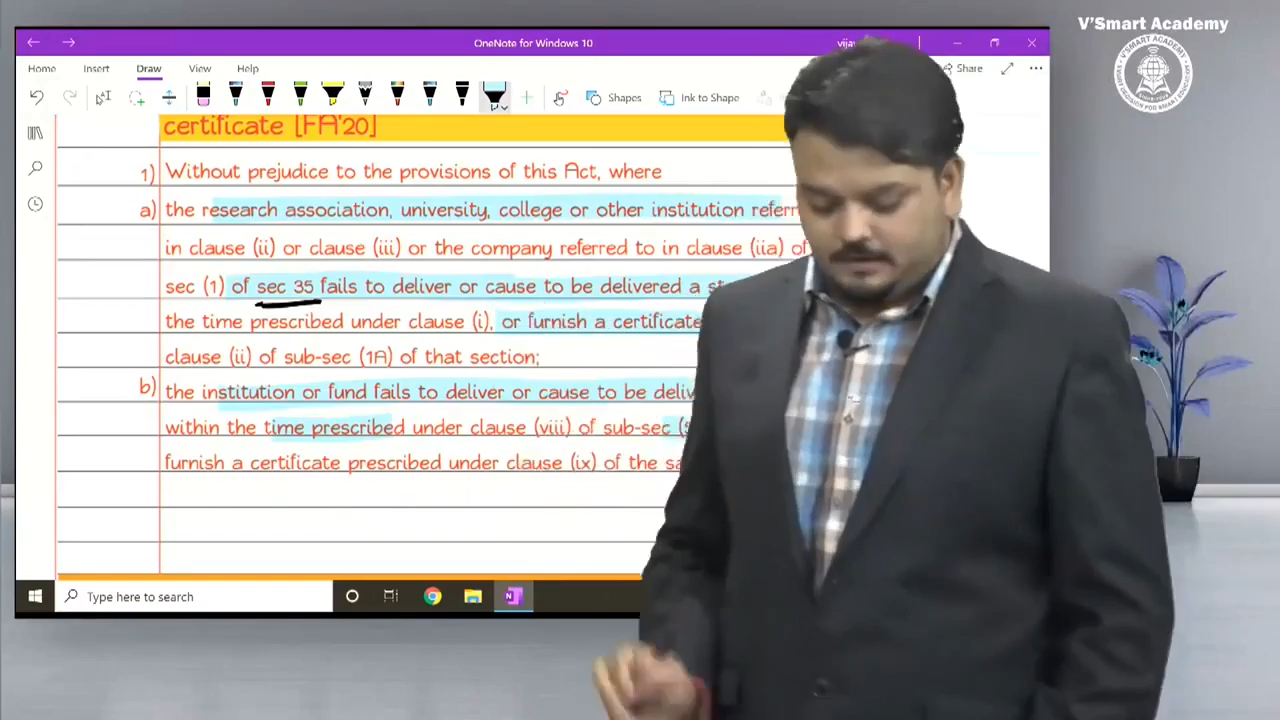 V'Smart Academy
OneNote for Windows 10
Home Insert Draw View Help Share
Shapes Ink to Shape
certificate [FA'20]
1) Without prejudice to the provisions of this Act, where
a) the research association, university, college or other institution
in clause (ii) or clause (iii) or the company referred to in clause (iia) of
sec (1) of sec 35 fails to deliver or cause to be delivered a
the time prescribed under clause (i), or furnish a certificate
clause (ii) of sub-sec (1A) of that section;
b) the institution or fund fails to deliver or cause to be
within the time prescribed under clause (viii) of sub-sec
furnish a certificate prescribed under clause (ix) of the
Type here to search